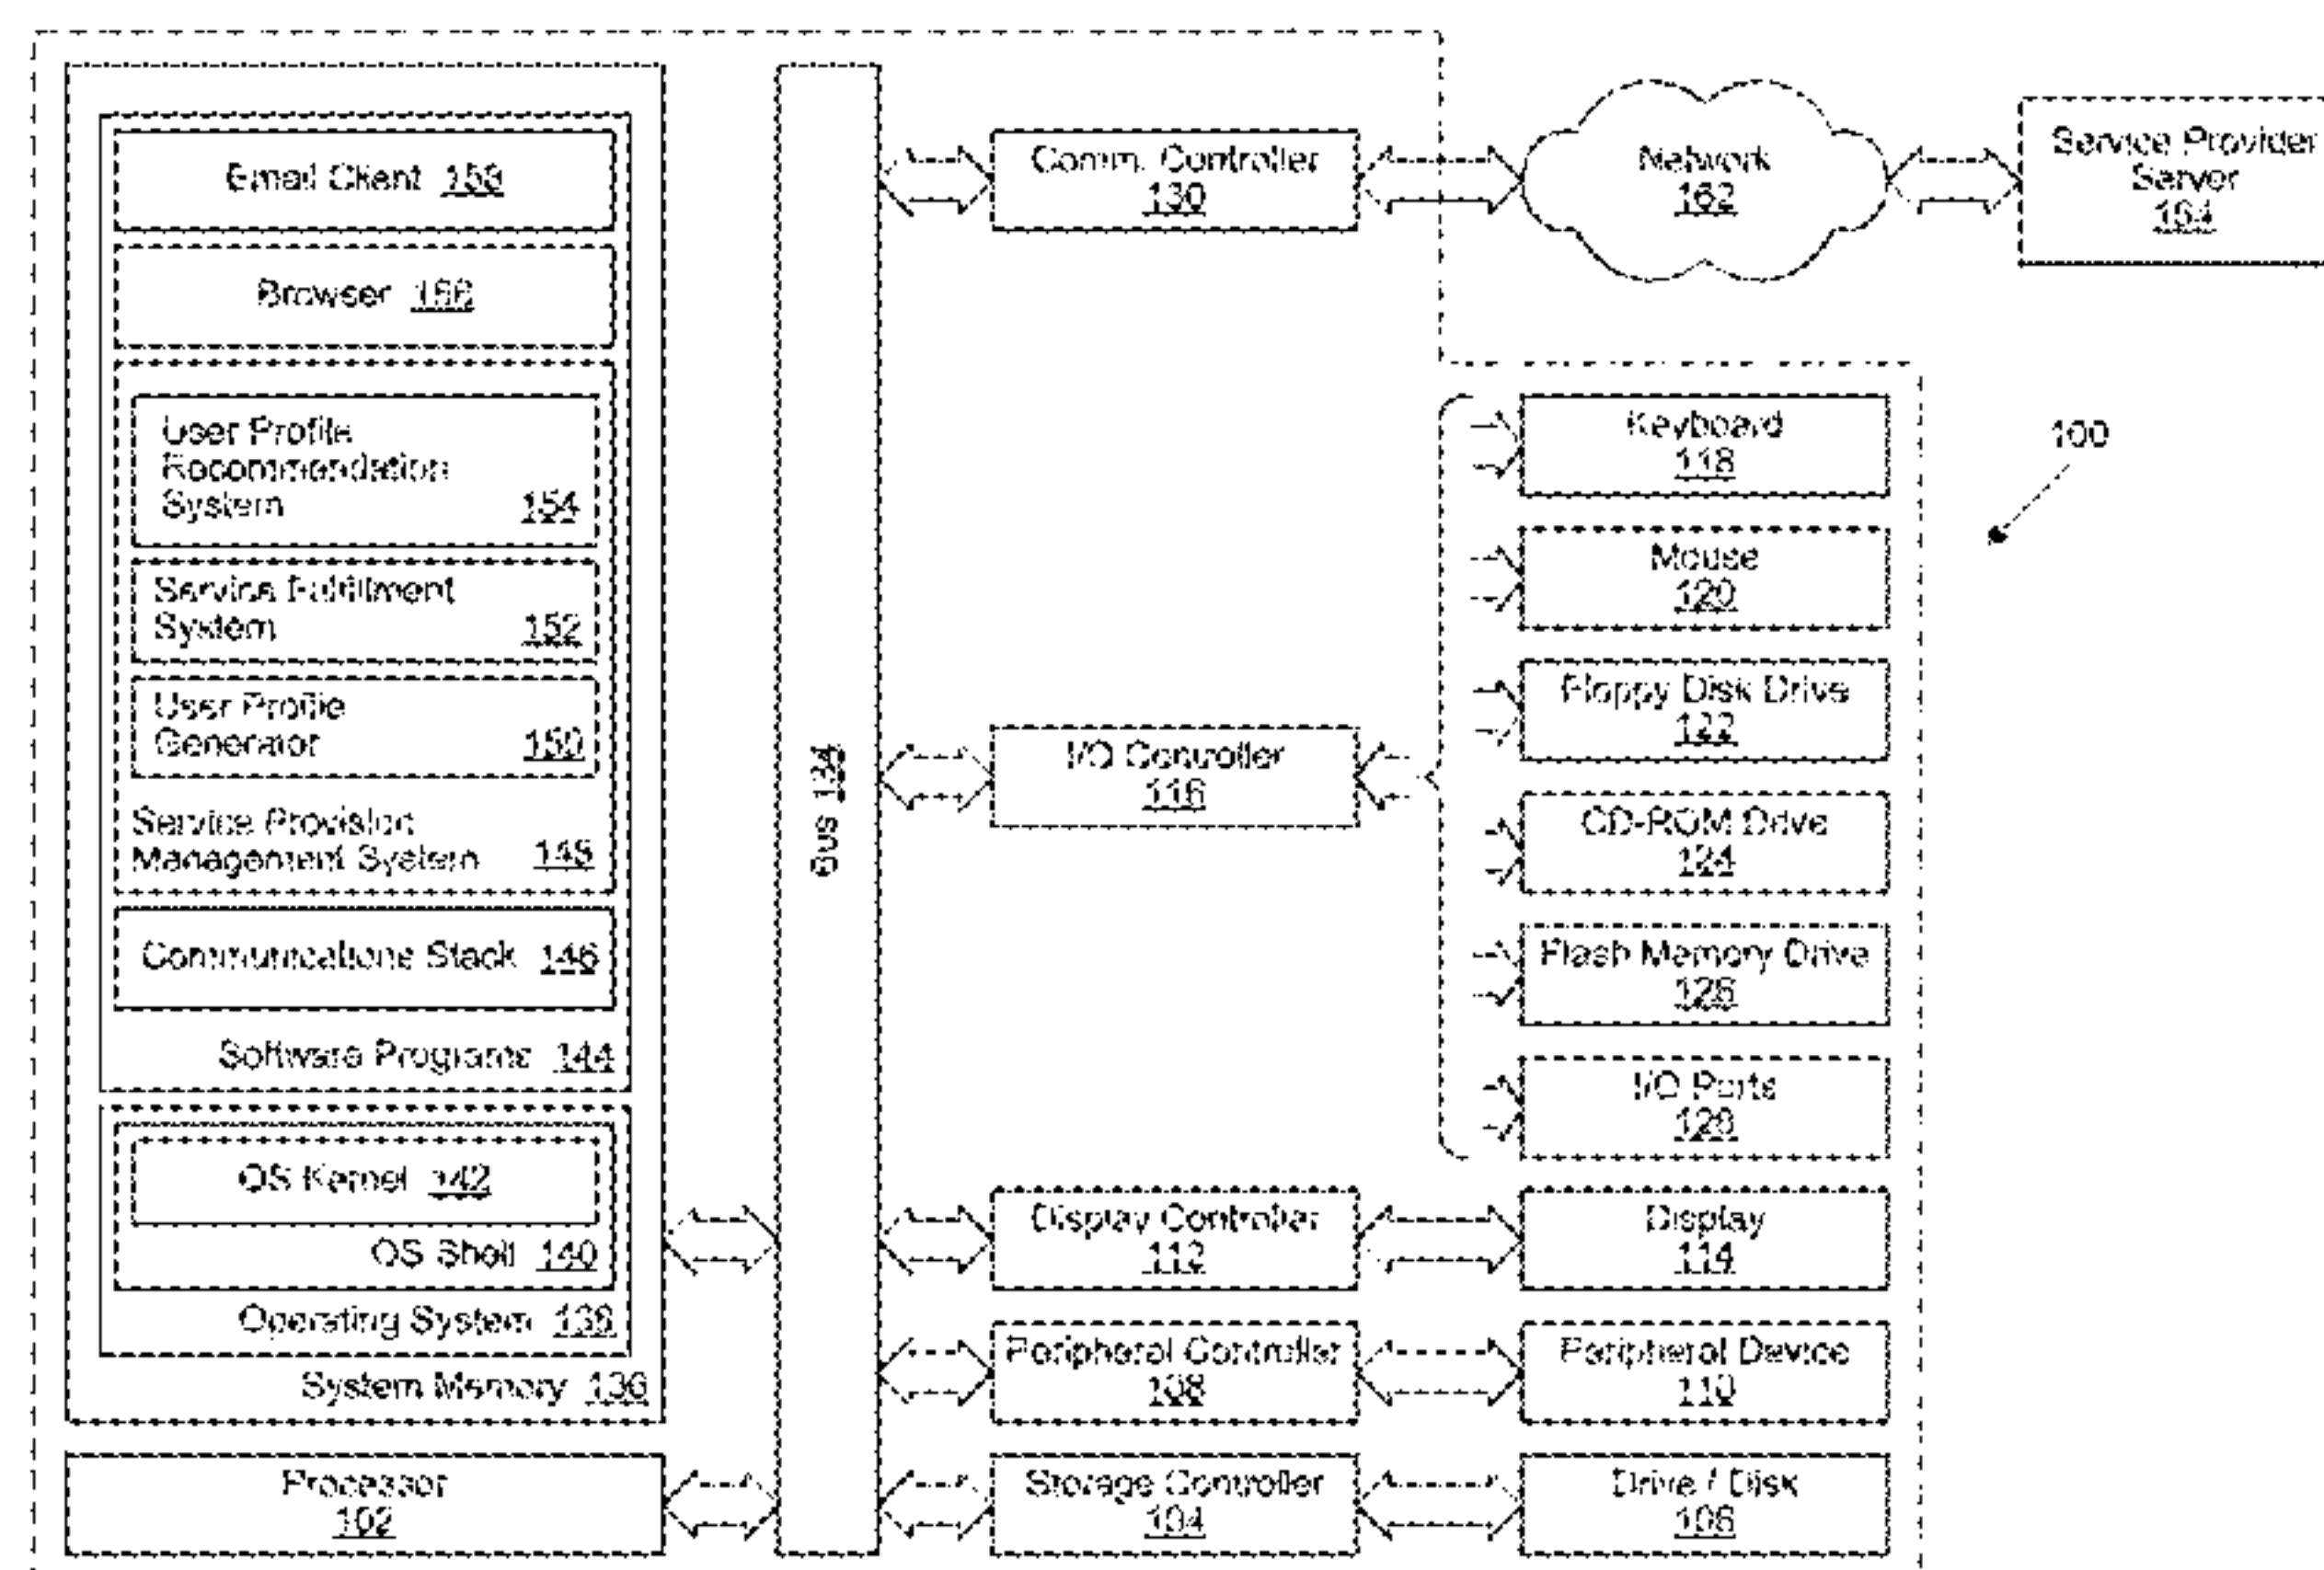 Email Client 158
Browser 156
User Profile
Recommendation
System 154
Service Fulfillment
System 152
User Profile
Generator 150
Service Provision
Management System 148
Communications Stack 146
Software Programs 144
OS Kernel 142
OS Shell 140
Operating System 138
System Memory 136
Processor
102
Bus 134
Comm. Controller
130
Network
162
Service Provider
Server
164
I/O Controller
116
Keyboard
118
Mouse
120
Floppy Disk Drive
122
CD-ROM Drive
124
Flash Memory Drive
126
I/O Ports
128
100
Display Controller
112
Display
114
Peripheral Controller
108
Peripheral Device
110
Storage Controller
104
Drive / Disk
106